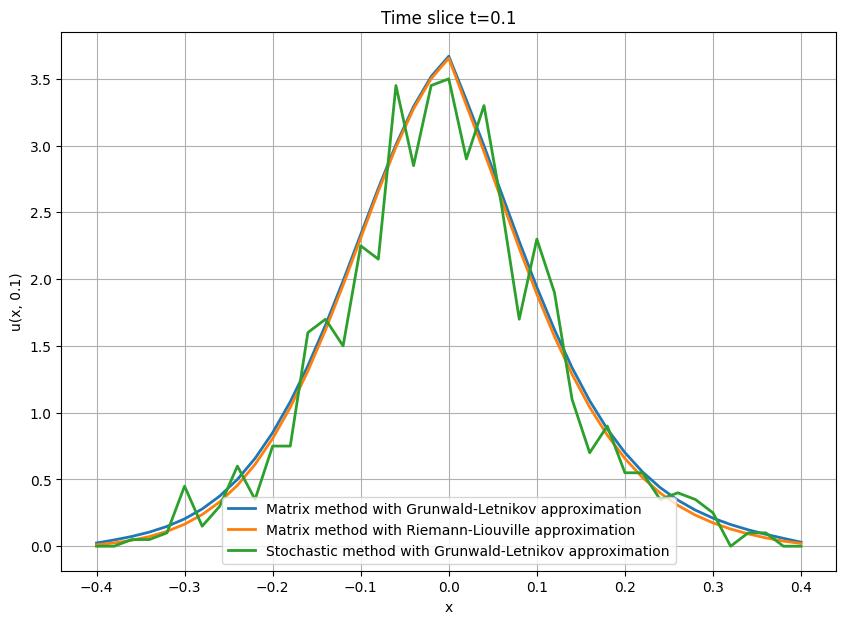 Time slice t=0.1
u(x, 0.1)
3.5
3.0
2.5
2.0
1.5
1.0
0.5
0.0
Matrix method with Grunwald-Letnikov approximation
Matrix method with Riemann-Liouville approximation
Stochastic method with Grunwald-Letnikov approximation
−0.4 −0.3 −0.2 −0.1 0.0 0.1 0.2 0.3 0.4
x